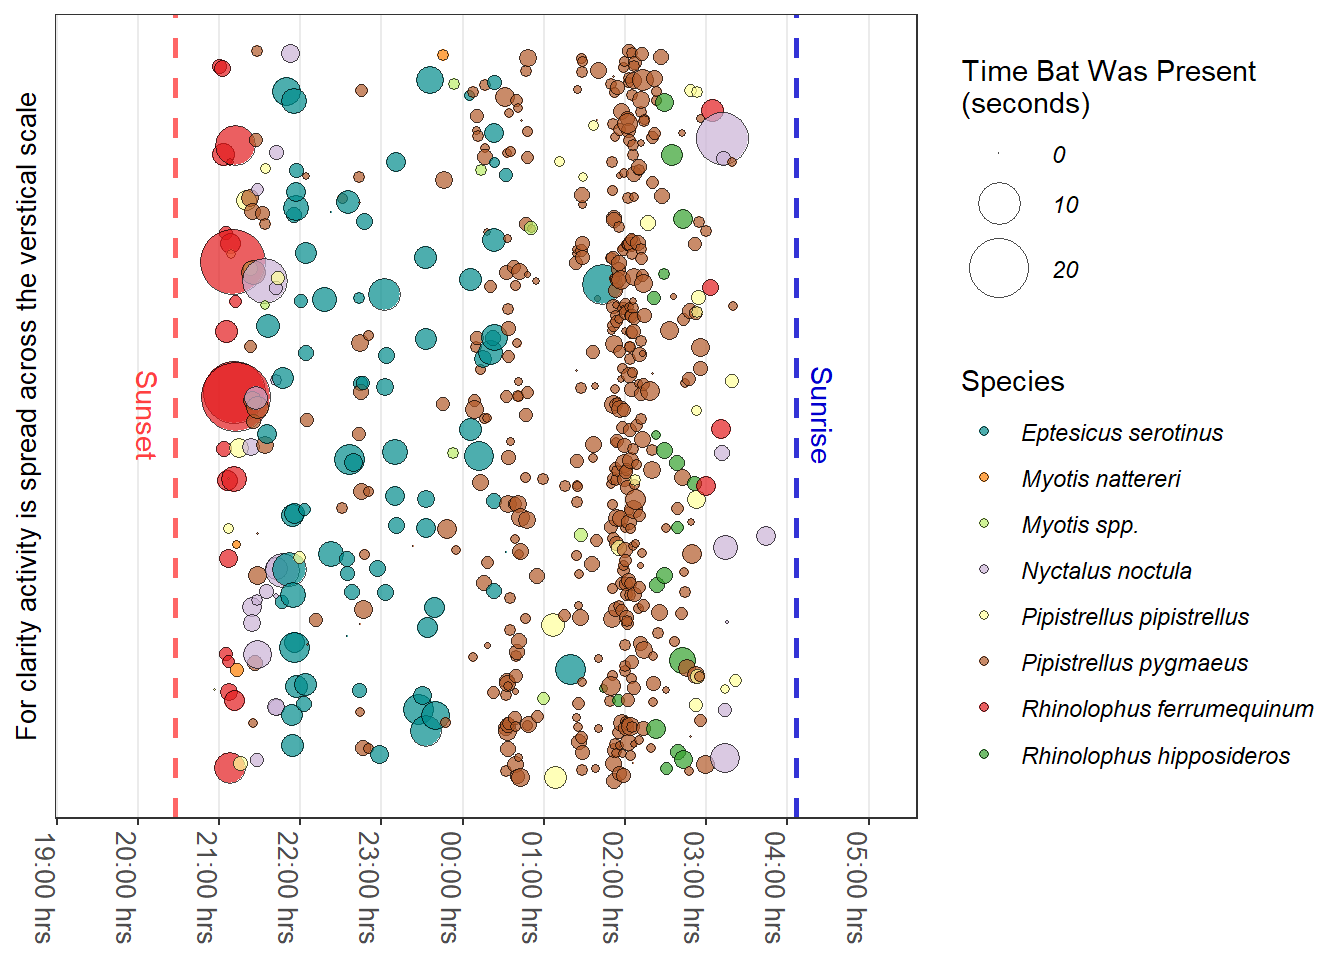 For clarity activity is spread across the verstical scale
Sunset
Sunrise
19:00 hrs
20:00 hrs
21:00 hrs
22:00 hrs
23:00 hrs
00:00 hrs
01:00 hrs
02:00 hrs
03:00 hrs
04:00 hrs
05:00 hrs
Time Bat Was Present
(seconds)
0
10
20
Species
Eptesicus serotinus
Myotis nattereri
Myotis spp.
Nyctalus noctula
Pipistrellus pipistrellus
Pipistrellus pygmaeus
Rhinolophus ferrumequinum
Rhinolophus hipposideros